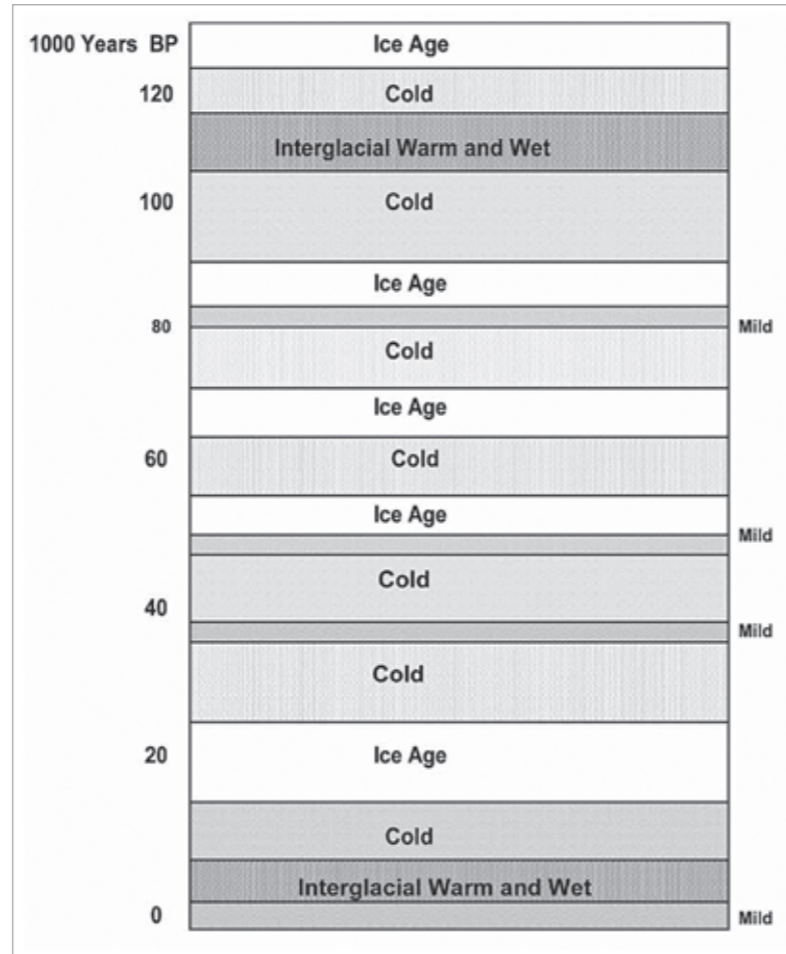 1000 Years BP Ice Age
120 Cold
Interglacial Warm and Wet
100 Cold
Ice Age
80 Mild
Cold
Ice Age
60 Cold
Ice Age
Mild
Cold
40
Mild
Cold
20 Ice Age
Cold
Interglacial Warm and Wet
0 Mild